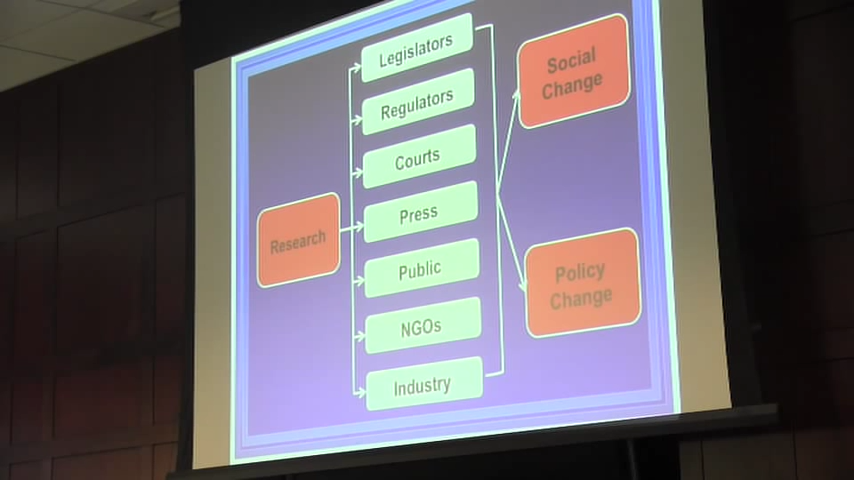 Research
Legislators
Regulators
Courts
Press
Public
NGOs
Industry
Social
Change
Policy
Change